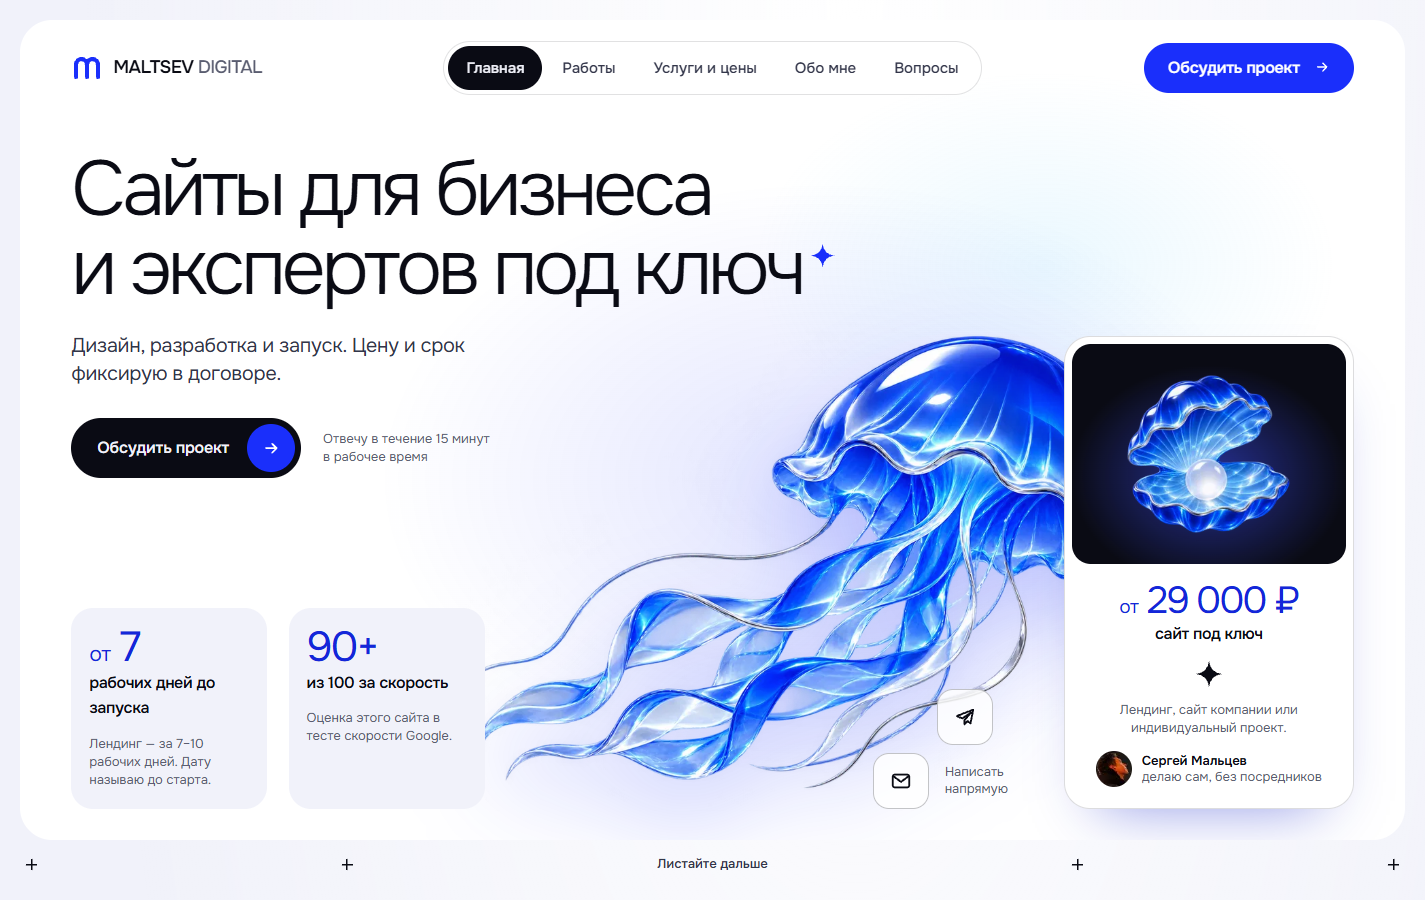 MALTSEV DIGITAL
Главная
Работы
Услуги и цены
Обо мне
Вопросы
Обсудить проект
Сайты для бизнеса
и экспертов под ключ
Дизайн, разработка и запуск. Цену и срок
фиксирую в договоре.
Обсудить проект
Отвечу в течение 15 минут
в рабочее время
от 7
рабочих дней до
запуска
Лендинг — за 7–10
рабочих дней. Дату
называю до старта.
90+
из 100 за скорость
Оценка этого сайта в
тесте скорости Google.
Написать
напрямую
от 29 000 ₽
сайт под ключ
Лендинг, сайт компании или
индивидуальный проект.
Сергей Мальцев
делаю сам, без посредников
Листайте дальше